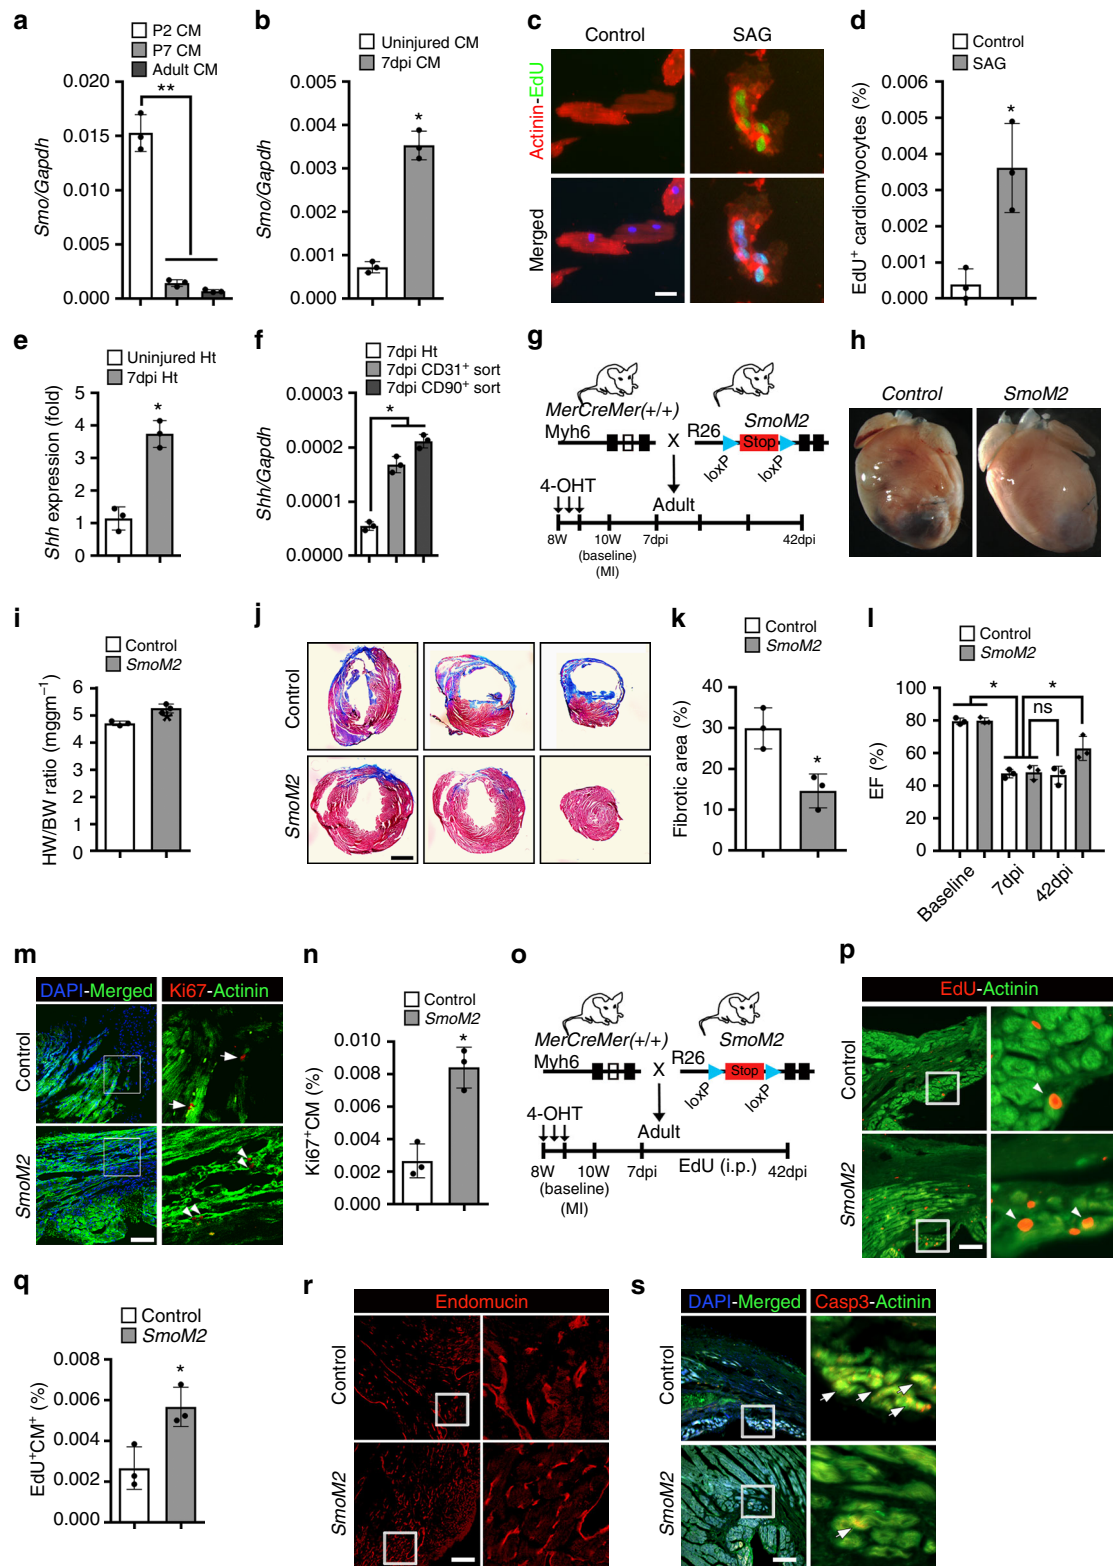 a
P2 CM
P7 CM
Adult CM
0.020
0.015
0.010
0.005
0.000
Smo/Gapdh
**
b
Uninjured CM
7dpi CM
0.005
0.004
0.003
0.002
0.001
0.000
Smo/Gapdh
*
c
Control
SAG
Actinin-EdU
Merged
d
Control
SAG
0.006
0.005
0.004
0.003
0.002
0.001
0.000
EdU⁺ cardiomyocytes (%)
*
e
Uninjured Ht
7dpi Ht
5
4
3
2
1
0
Shh expression (fold)
*
f
7dpi Ht
7dpi CD31⁺ sort
7dpi CD90⁺ sort
0.0003
0.0002
0.0001
0.0000
Shh/Gapdh
*
g
MerCreMer(+/+)
Myh6
X
SmoM2
R26
Stop
loxP
loxP
4-OHT
Adult
8W
10W
7dpi
42dpi
(baseline)
(MI)
h
Control
SmoM2
i
Control
SmoM2
6
5
4
3
2
1
0
HW/BW ratio (mggm⁻¹)
*
j
Control
SmoM2
k
Control
SmoM2
40
30
20
10
0
Fibrotic area (%)
*
l
Control
SmoM2
100
80
60
40
20
0
EF (%)
*
*
ns
Baseline
7dpi
42dpi
m
DAPI-Merged
Ki67-Actinin
Control
SmoM2
n
Control
SmoM2
0.010
0.008
0.006
0.004
0.002
0.000
Ki67⁺CM (%)
*
o
MerCreMer(+/+)
Myh6
X
SmoM2
R26
Stop
loxP
loxP
4-OHT
Adult
EdU (i.p.)
8W
10W
7dpi
42dpi
(baseline)
(MI)
p
EdU-Actinin
Control
SmoM2
q
Control
SmoM2
0.008
0.006
0.004
0.002
0.000
EdU⁺CM⁺ (%)
*
r
Endomucin
Control
SmoM2
s
DAPI-Merged
Casp3-Actinin
Control
SmoM2